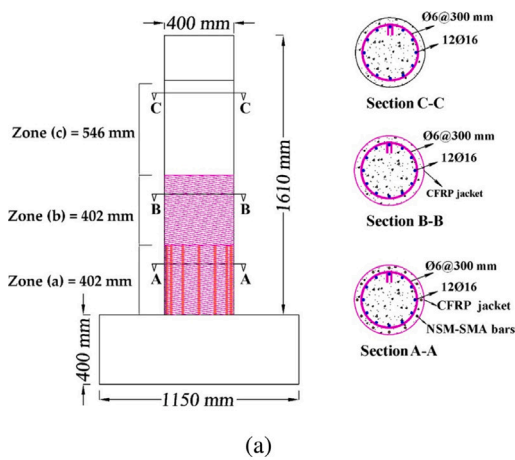 400 mm
C C
Zone (c) = 546 mm
B B
Zone (b) = 402 mm
A A
Zone (a) = 402 mm
1610 mm
400 mm
1150 mm
Ø6@300 mm
12Ø16
Section C-C
Ø6@300 mm
12Ø16
CFRP jacket
Section B-B
Ø6@300 mm
12Ø16
CFRP jacket
NSM-SMA bars
Section A-A
(a)